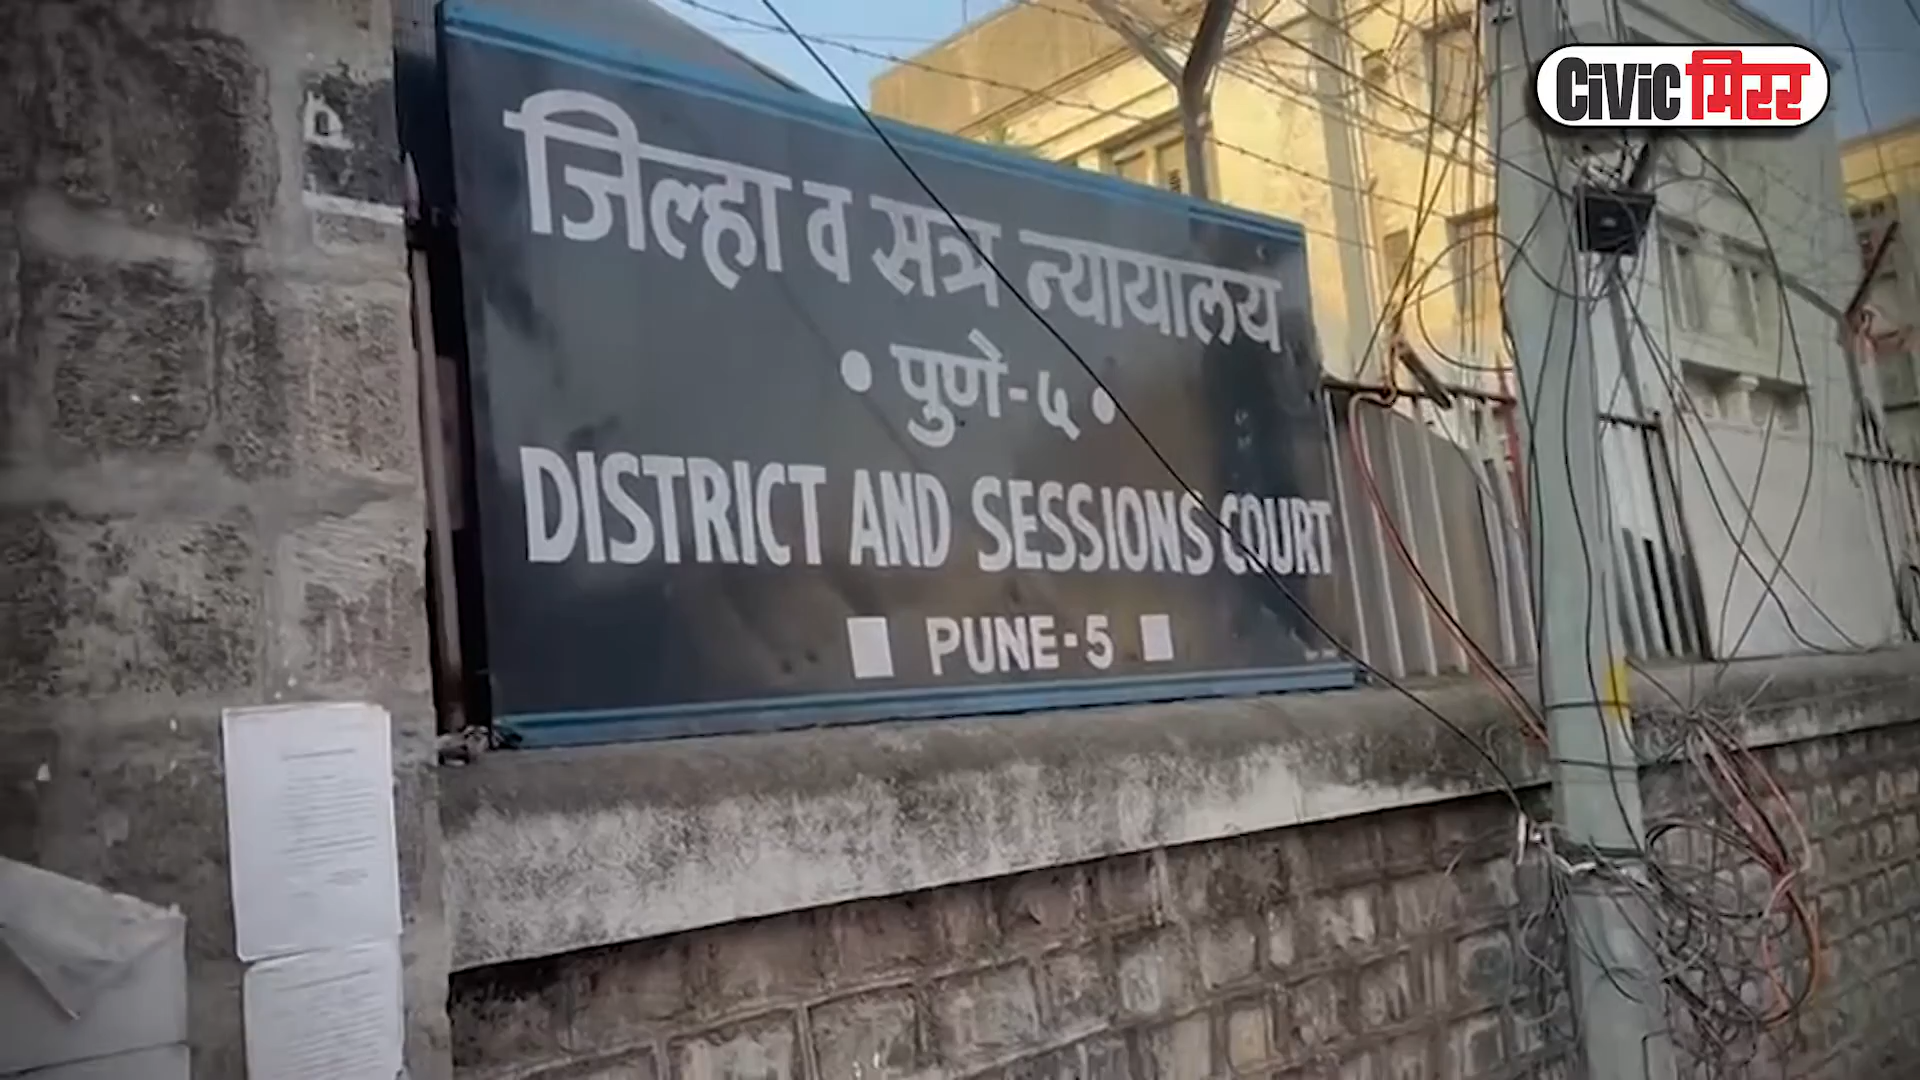 CIVIC मिरर
जिल्हा व सत्र न्यायालय
• पुणे-५ •
DISTRICT AND SESSIONS COURT
PUNE-5